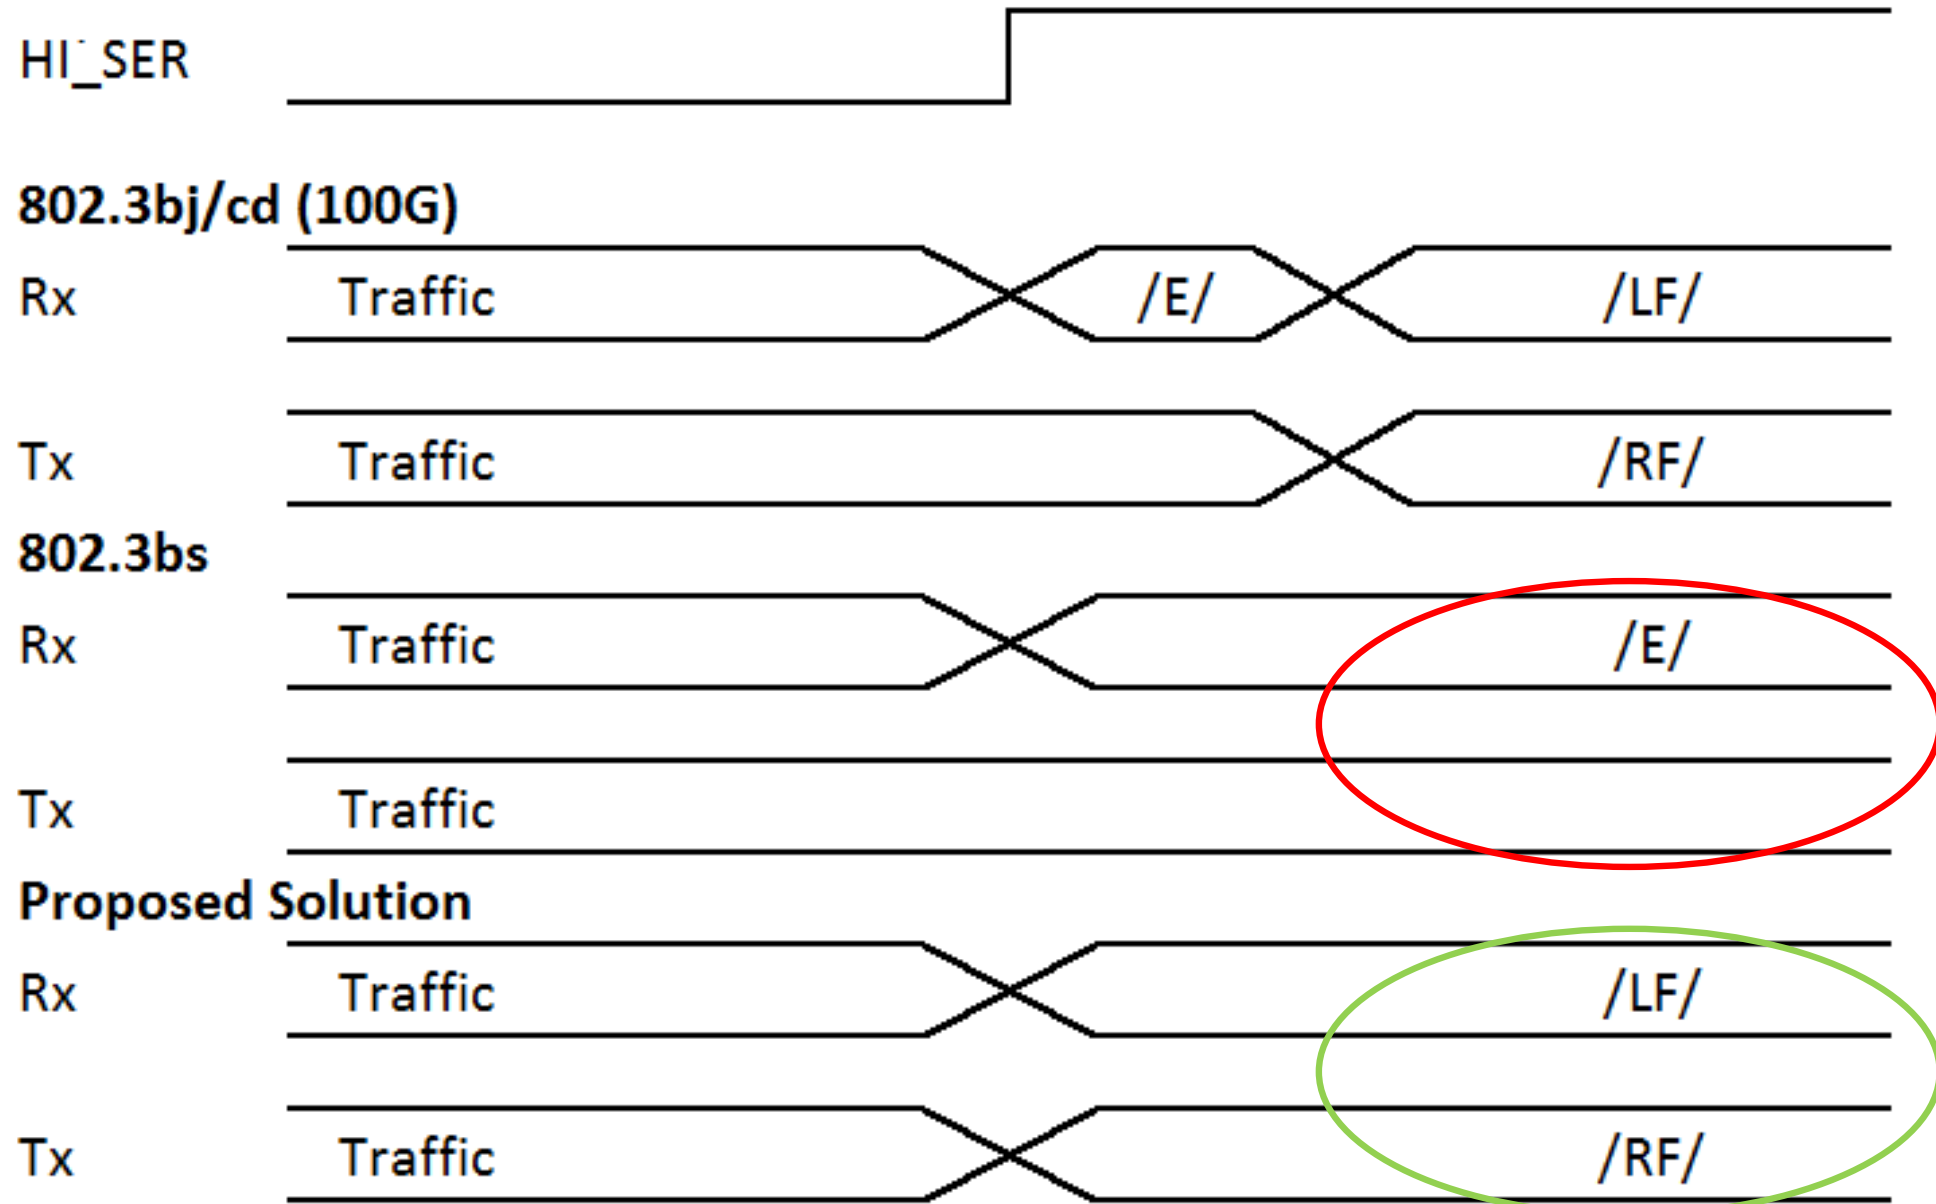 HI_SER
802.3bj/cd (100G)
Rx Traffic /E/ /LF/
Tx Traffic /RF/
802.3bs
Rx Traffic /E/
Tx Traffic
Proposed Solution
Rx Traffic /LF/
Tx Traffic /RF/